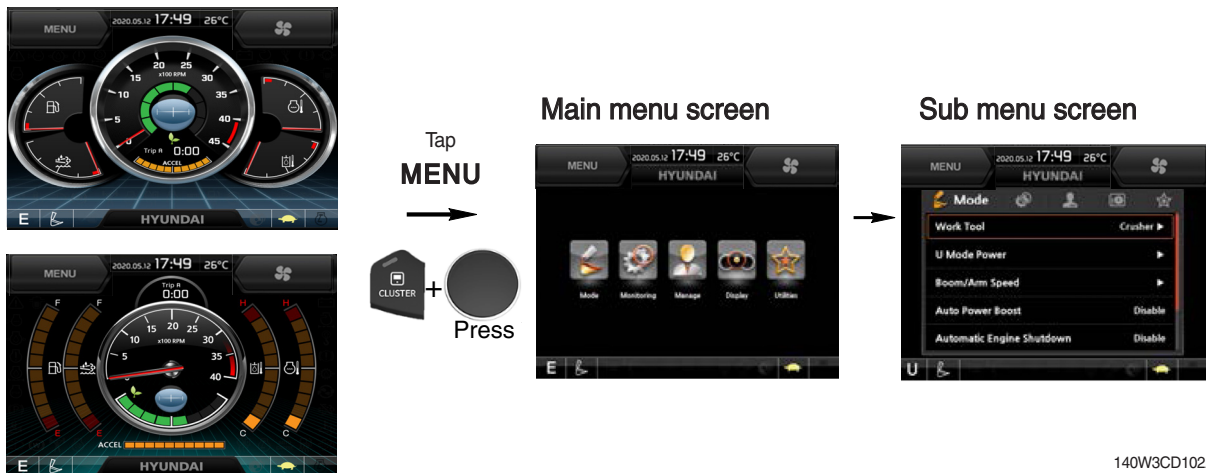 MENU
2020.05.12 17:49 26°C
20 25
15 x100 RPM 30
10 35
5 40
0 45
Trip A 0:00
ACCEL
E HYUNDAI
MENU
2020.05.12 17:49 26°C
Trip A
0:00
F F H H
15 20 25
10 x100 RPM 30
5 35
0 40
E E C C
ACCEL
E HYUNDAI
Tap
MENU
CLUSTER
+
Press
Main menu screen
MENU
2020.05.12 17:49 26°C
HYUNDAI
Mode Monitoring Manage Display Utilities
E
Sub menu screen
MENU
2020.05.12 17:49 26°C
HYUNDAI
Mode
Work Tool Crusher
U Mode Power
Boom/Arm Speed
Auto Power Boost Disable
Automatic Engine Shutdown Disable
U
140W3CD102